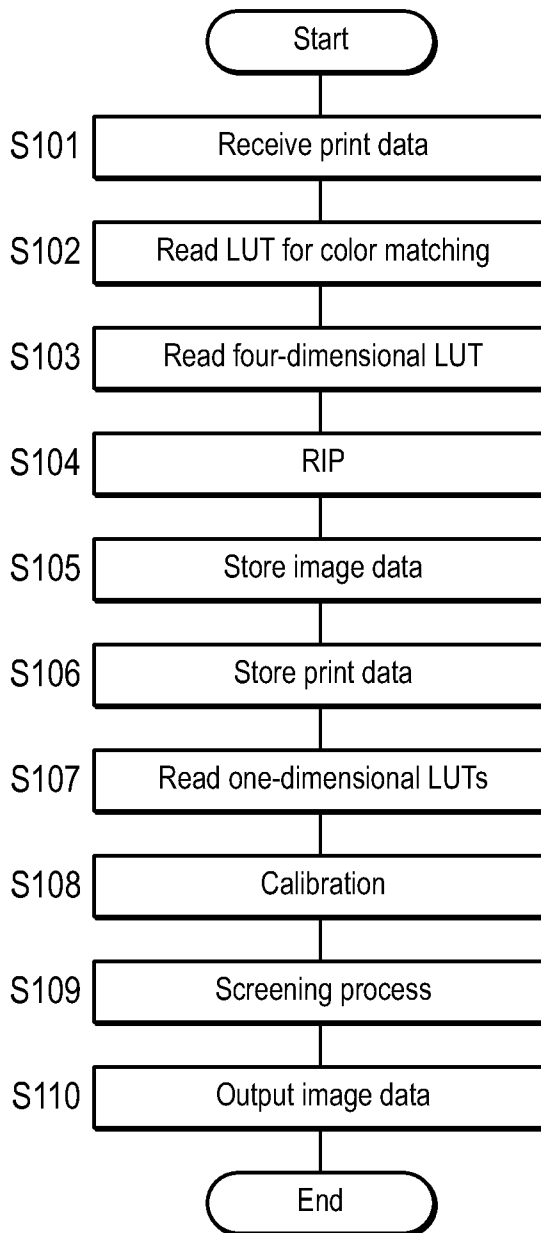 Start
S101 Receive print data
S102 Read LUT for color matching
S103 Read four-dimensional LUT
S104 RIP
S105 Store image data
S106 Store print data
S107 Read one-dimensional LUTs
S108 Calibration
S109 Screening process
S110 Output image data
End